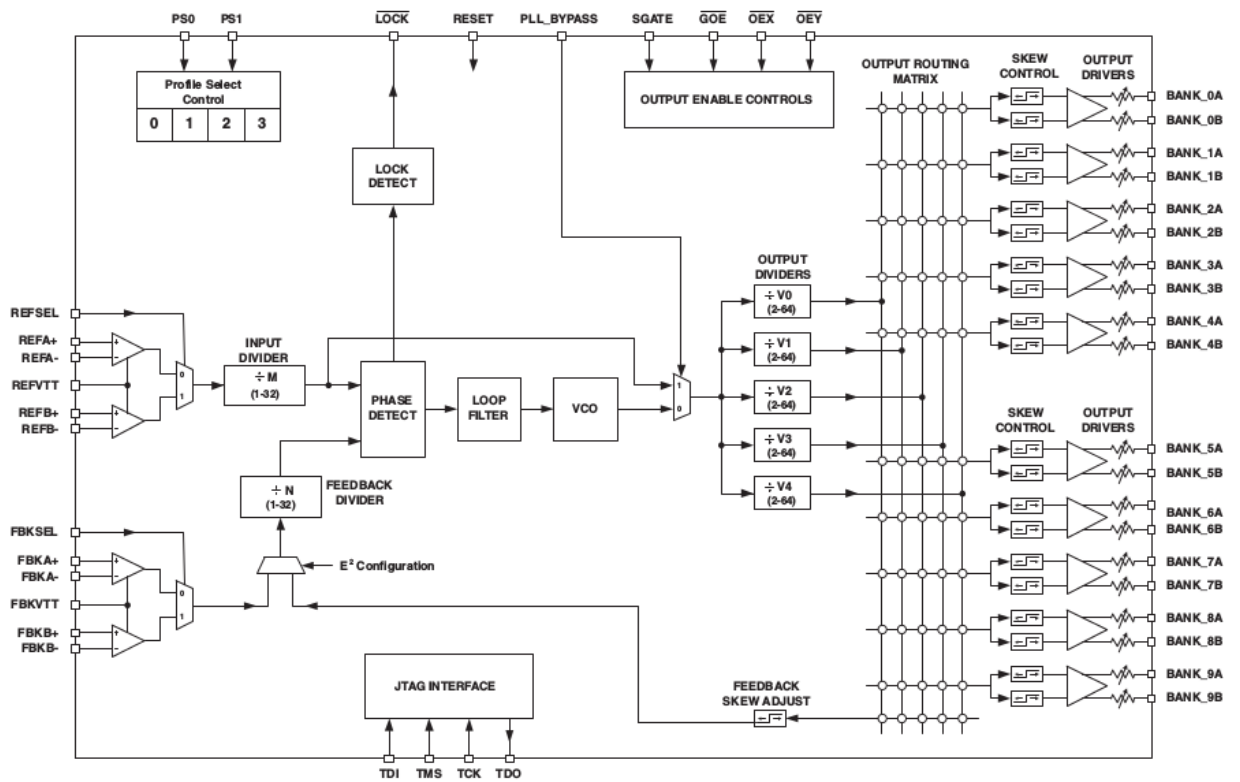 PS0 PS1 LOCK RESET PLL_BYPASS SGATE GOE OEX OEY
Profile Select
Control
0 1 2 3
OUTPUT ENABLE CONTROLS
OUTPUT ROUTING
MATRIX
SKEW
CONTROL
OUTPUT
DRIVERS
BANK_0A
BANK_0B
BANK_1A
BANK_1B
BANK_2A
BANK_2B
BANK_3A
BANK_3B
BANK_4A
BANK_4B
LOCK
DETECT
OUTPUT
DIVIDERS
÷ V0
(2-64)
÷ V1
(2-64)
÷ V2
(2-64)
÷ V3
(2-64)
÷ V4
(2-64)
REFSEL
REFA+
REFA-
REFVTT
REFB+
REFB-
+
−
+
−
0
1
INPUT
DIVIDER
÷ M
(1-32)
PHASE
DETECT
LOOP
FILTER
VCO
1
0
÷ N
(1-32)
FEEDBACK
DIVIDER
SKEW
CONTROL
OUTPUT
DRIVERS
BANK_5A
BANK_5B
BANK_6A
BANK_6B
BANK_7A
BANK_7B
BANK_8A
BANK_8B
BANK_9A
BANK_9B
FBKSEL
FBKA+
FBKA-
FBKVTT
FBKB+
FBKB-
+
−
+
−
0
1
E² Configuration
JTAG INTERFACE
FEEDBACK
SKEW ADJUST
TDI TMS TCK TDO